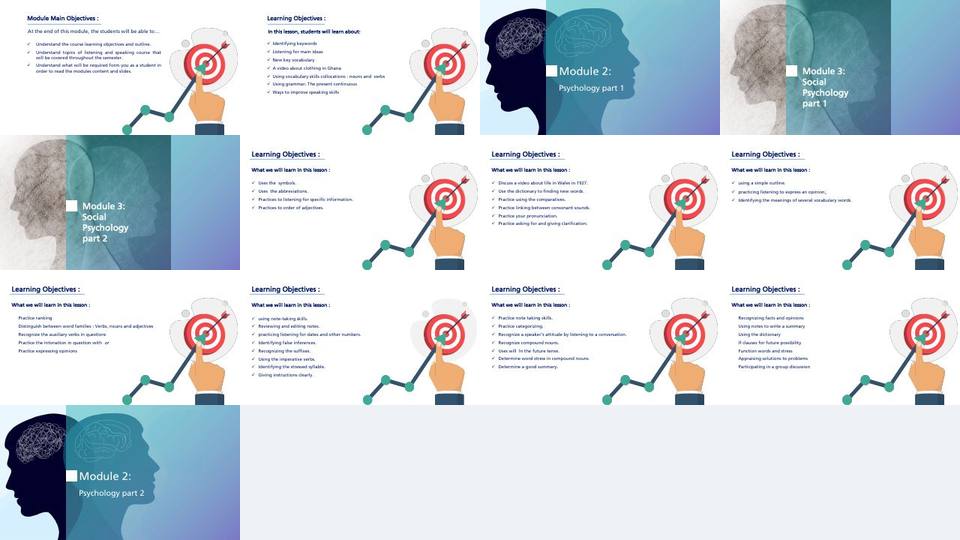 Module Main Objectives :
At the end of this module, the students will be able to...
✓ Understand the course learning objectives and outline.
✓ Understand topics of listening and speaking course that
will be covered throughout the semester.
✓ Understand what will be required form you as a student in
order to read the modules content and slides.
Learning Objectives :
In this lesson, students will learn about:
✓ Identifying keywords
✓ Listening for main ideas
✓ New key vocabulary
✓ A video about clothing in Ghana
✓ Using vocabulary skills collocations : nouns and verbs
✓ Using grammar: The present continuous
✓ Ways to improve speaking skills
Module 2:
Psychology part 1
Module 3:
Social
Psychology
part 1
Module 3:
Social
Psychology
part 2
Learning Objectives :
What we will learn in this lesson :
✓ Uses the symbols.
✓ Uses the abbreviations.
✓ Practices to listening for specific information.
✓ Practices to order of adjectives.
Learning Objectives :
What we will learn in this lesson :
✓ Discuss a video about life in Wales in 1927.
✓ Use the dictionary to finding new words.
✓ Practice using the comparatives.
✓ Practice linking between consonant sounds.
✓ Practice your pronunciation.
✓ Practice asking for and giving clarification.
Learning Objectives :
What we will learn in this lesson :
✓ using a simple outline.
✓ practicing listening to express an opinion,
✓ Identifying the meanings of several vocabulary words
Learning Objectives :
What we will learn in this lesson :
Practice ranking
Distinguish between word families : Verbs, nouns and adjectives
Recognize the auxiliary verbs in questions
Practice the intonation in question with or
Practice expressing opinions
Learning Objectives :
What we will learn in this lesson :
✓ using note-taking skills.
✓ Reviewing and editing notes.
✓ practicing listening for dates and other numbers.
✓ Identifying false inferences.
✓ Recognizing the suffixes.
✓ Using the imperative verbs.
✓ Identifying the stressed syllable.
✓ Giving instructions clearly.
Learning Objectives :
What we will learn in this lesson :
✓ Practice note taking skills.
✓ Practice categorizing.
✓ Recognize a speaker's attitude by listening to a conversation.
✓ Recognize compound nouns.
✓ Uses will in the future tense.
✓ Determine word stress in compound nouns.
✓ Determine a good summary.
Learning Objectives :
What we will learn in this lesson :
Recognizing facts and opinions
Using notes to write a summary
Using the dictionary
If clauses for future possibility
Function words and stress
Appraising solutions to problems
Participating in a group discussion
Module 2:
Psychology part 2